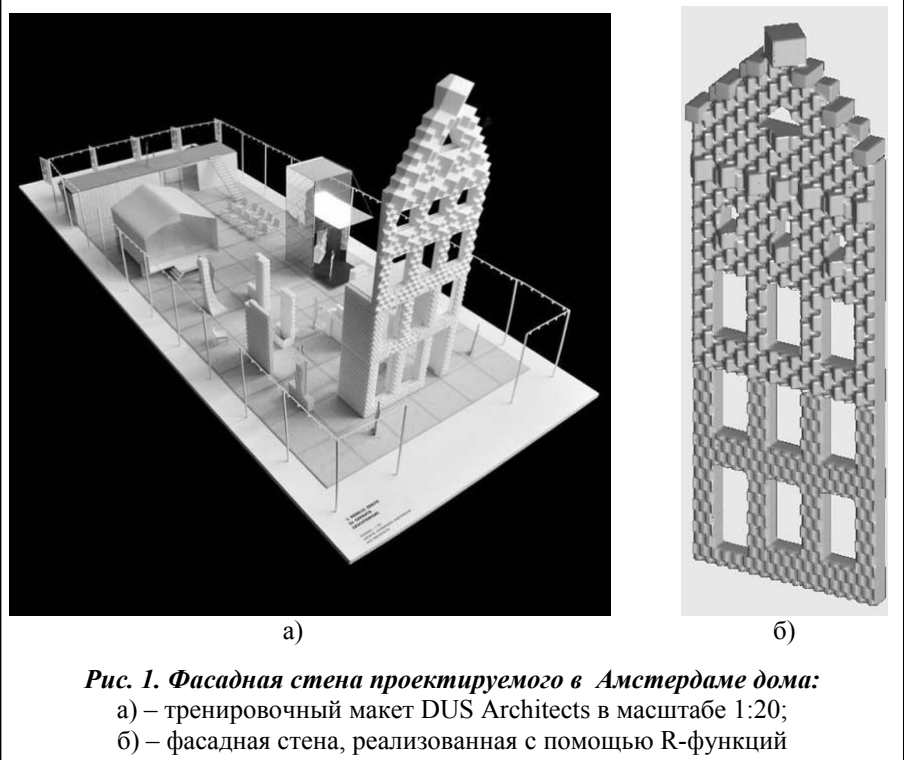 а)
б)
Рис. 1. Фасадная стена проектируемого в Амстердаме дома:
а) – тренировочный макет DUS Architects в масштабе 1:20;
б) – фасадная стена, реализованная с помощью R-функций